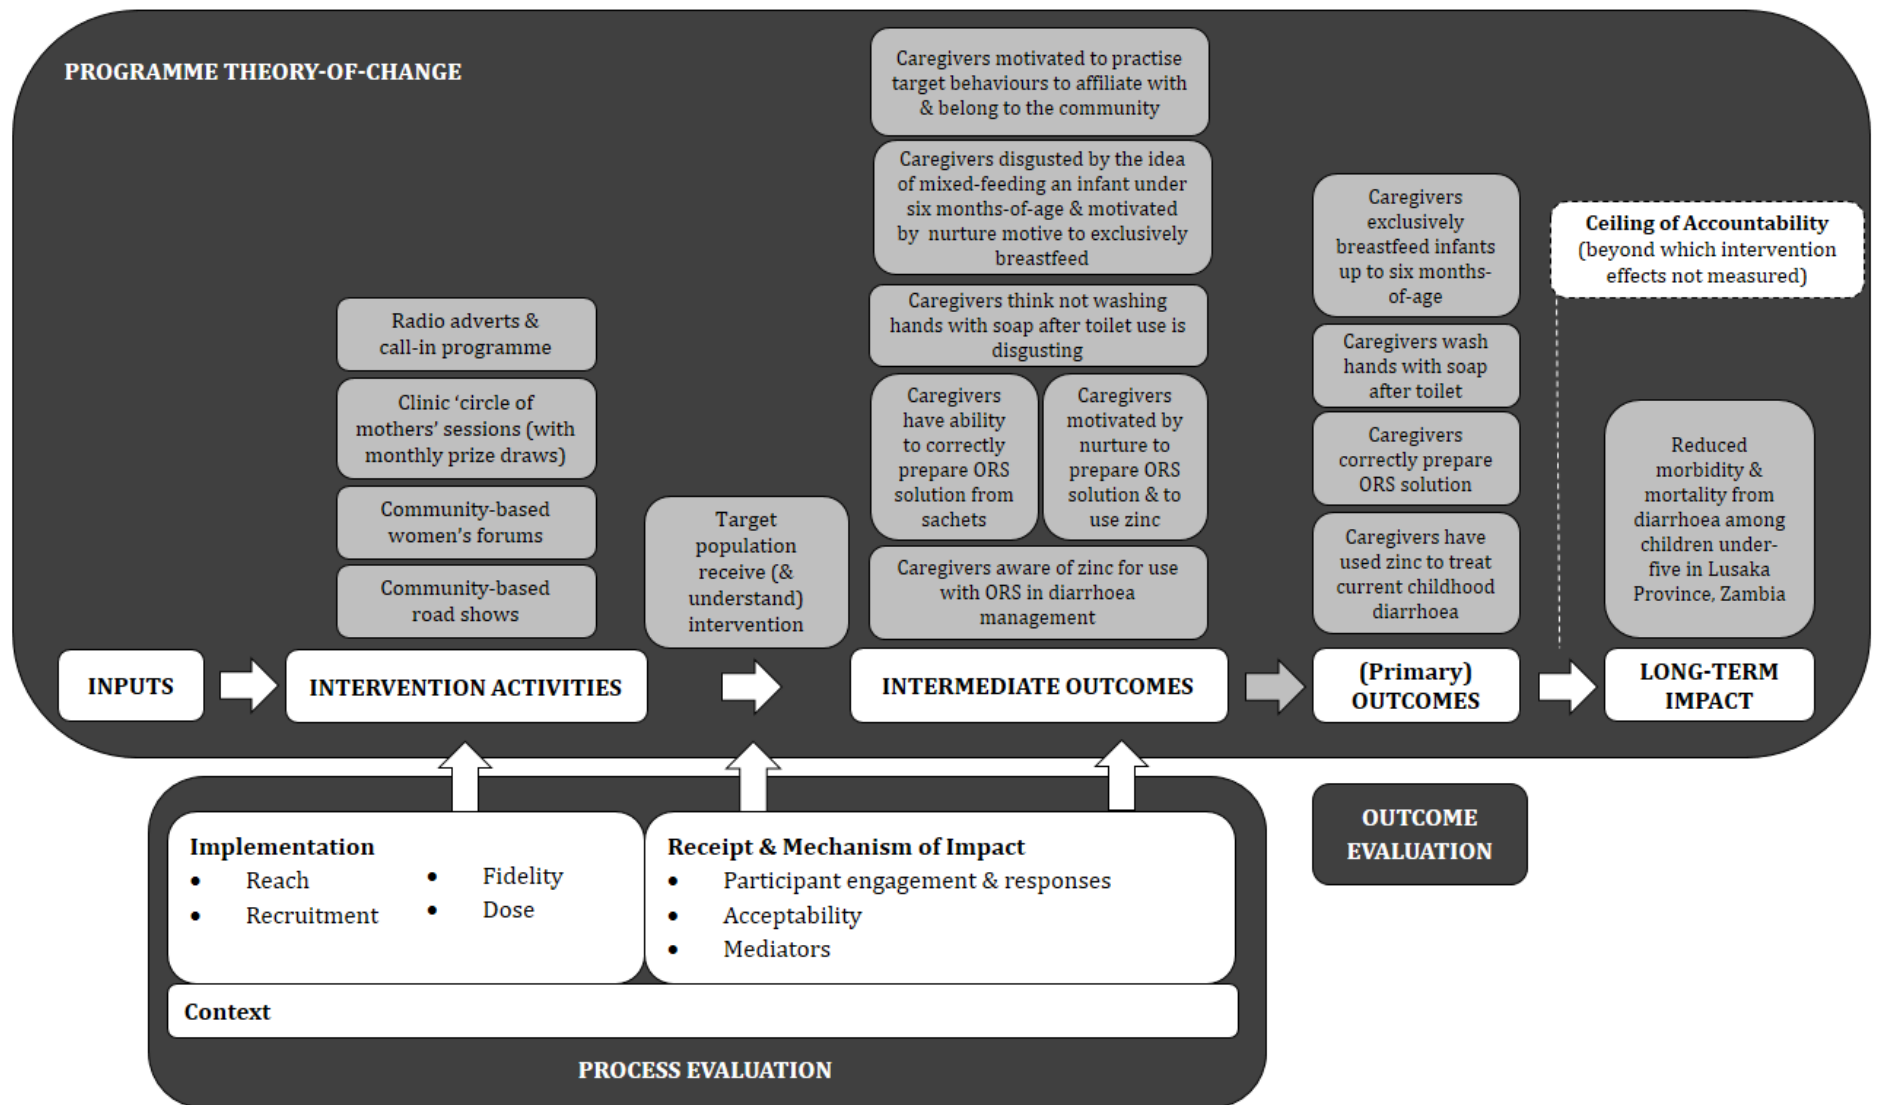 PROGRAMME THEORY-OF-CHANGE
Radio adverts &
call-in programme
Clinic ‘circle of
mothers’ sessions (with
monthly prize draws)
Community-based
women’s forums
Community-based
road shows
Target
population
receive (&
understand)
intervention
Caregivers motivated to practise
target behaviours to affiliate with
& belong to the community
Caregivers disgusted by the idea
of mixed-feeding an infant under
six months-of-age & motivated
by nurture motive to exclusively
breastfeed
Caregivers think not washing
hands with soap after toilet use is
disgusting
Caregivers
have ability
to correctly
prepare ORS
solution from
sachets
Caregivers
motivated by
nurture to
prepare ORS
solution & to
use zinc
Caregivers aware of zinc for use
with ORS in diarrhoea
management
Caregivers
exclusively
breastfeed infants
up to six months-
of-age
Caregivers wash
hands with soap
after toilet
Caregivers
correctly prepare
ORS solution
Caregivers have
used zinc to treat
current childhood
diarrhoea
Ceiling of Accountability
(beyond which intervention
effects not measured)
Reduced
morbidity &
mortality from
diarrhoea among
children under-
five in Lusaka
Province, Zambia
INPUTS
INTERVENTION ACTIVITIES
INTERMEDIATE OUTCOMES
(Primary)
OUTCOMES
LONG-TERM
IMPACT
Implementation
• Reach
• Recruitment
• Fidelity
• Dose
Receipt & Mechanism of Impact
• Participant engagement & responses
• Acceptability
• Mediators
Context
PROCESS EVALUATION
OUTCOME
EVALUATION